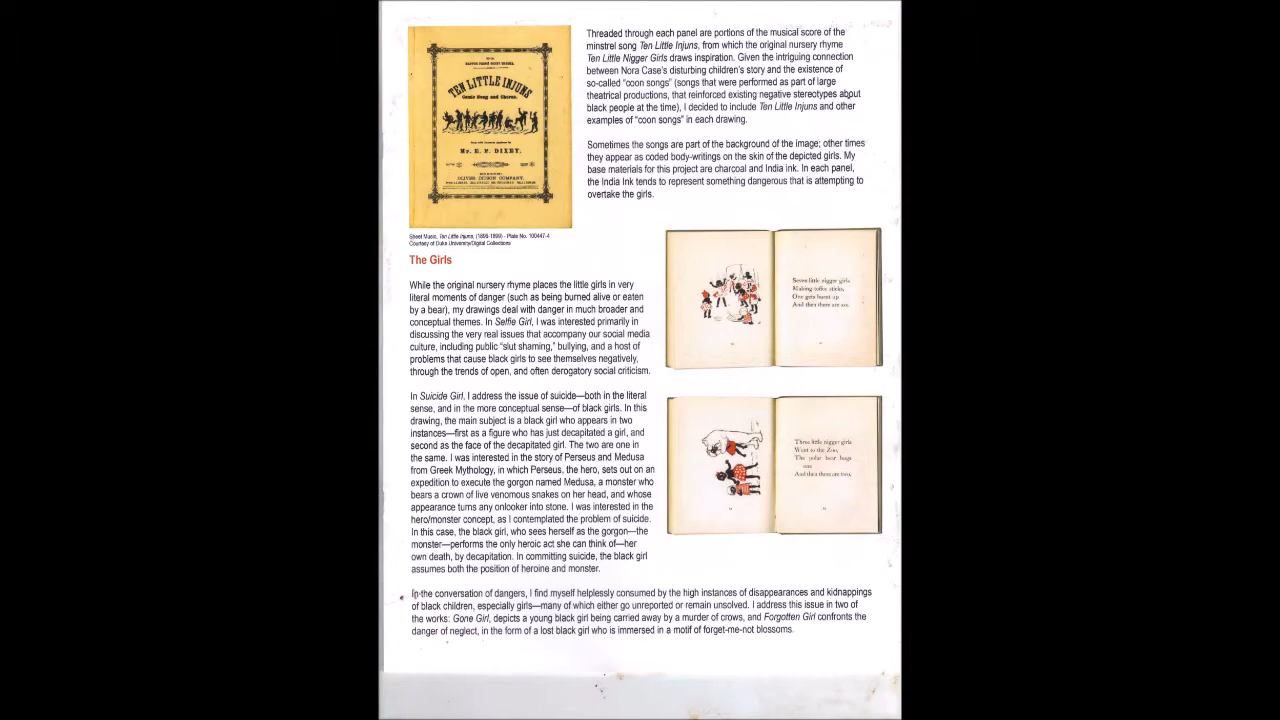 TEN LITTLE INJUNS
Comic Song and Chorus.
Mr. E. F. DIXEY.
OLIVER DITSON COMPANY.
Sheet Music, Ten Little Injuns, (1896-1899) - Plate No. 100447-4
Courtesy of Duke University/Digital Collections
Threaded through each panel are portions of the musical score of the
minstrel song Ten Little Injuns, from which the original nursery rhyme
Ten Little Nigger Girls draws inspiration. Given the intriguing connection
between Nora Case's disturbing children's story and the existence of
so-called “coon songs” (songs that were performed as part of large
theatrical productions, that reinforced existing negative stereotypes about
black people at the time), I decided to include Ten Little Injuns and other
examples of “coon songs” in each drawing.
Sometimes the songs are part of the background of the image; other times
they appear as coded body-writings on the skin of the depicted girls. My
base materials for this project are charcoal and India ink. In each panel,
the India Ink tends to represent something dangerous that is attempting to
overtake the girls.
The Girls
While the original nursery rhyme places the little girls in very
literal moments of danger (such as being burned alive or eaten
by a bear), my drawings deal with danger in much broader and
conceptual themes. In Selfie Girl, I was interested primarily in
discussing the very real issues that accompany our social media
culture, including public “slut shaming,” bullying, and a host of
problems that cause black girls to see themselves negatively,
through the trends of open, and often derogatory social criticism.
In Suicide Girl, I address the issue of suicide—both in the literal
sense, and in the more conceptual sense—of black girls. In this
drawing, the main subject is a black girl who appears in two
instances—first as a figure who has just decapitated a girl, and
second as the face of the decapitated girl. The two are one in
the same. I was interested in the story of Perseus and Medusa
from Greek Mythology, in which Perseus, the hero, sets out on an
expedition to execute the gorgon named Medusa, a monster who
bears a crown of live venomous snakes on her head, and whose
appearance turns any onlooker into stone. I was interested in the
hero/monster concept, as I contemplated the problem of suicide.
In this case, the black girl, who sees herself as the gorgon—the
monster—performs the only heroic act she can think of—her
own death, by decapitation. In committing suicide, the black girl
assumes both the position of heroine and monster.
Seven little nigger girls
Making toffee sticks,
One gets burnt up
And then there are six.
Three little nigger girls
Went to the Zoo,
The polar bear hugs
one
And then there are two,
In the conversation of dangers, I find myself helplessly consumed by the high instances of disappearances and kidnappings
of black children, especially girls—many of which either go unreported or remain unsolved. I address this issue in two of
the works: Gone Girl, depicts a young black girl being carried away by a murder of crows, and Forgotten Girl confronts the
danger of neglect, in the form of a lost black girl who is immersed in a motif of forget-me-not blossoms.